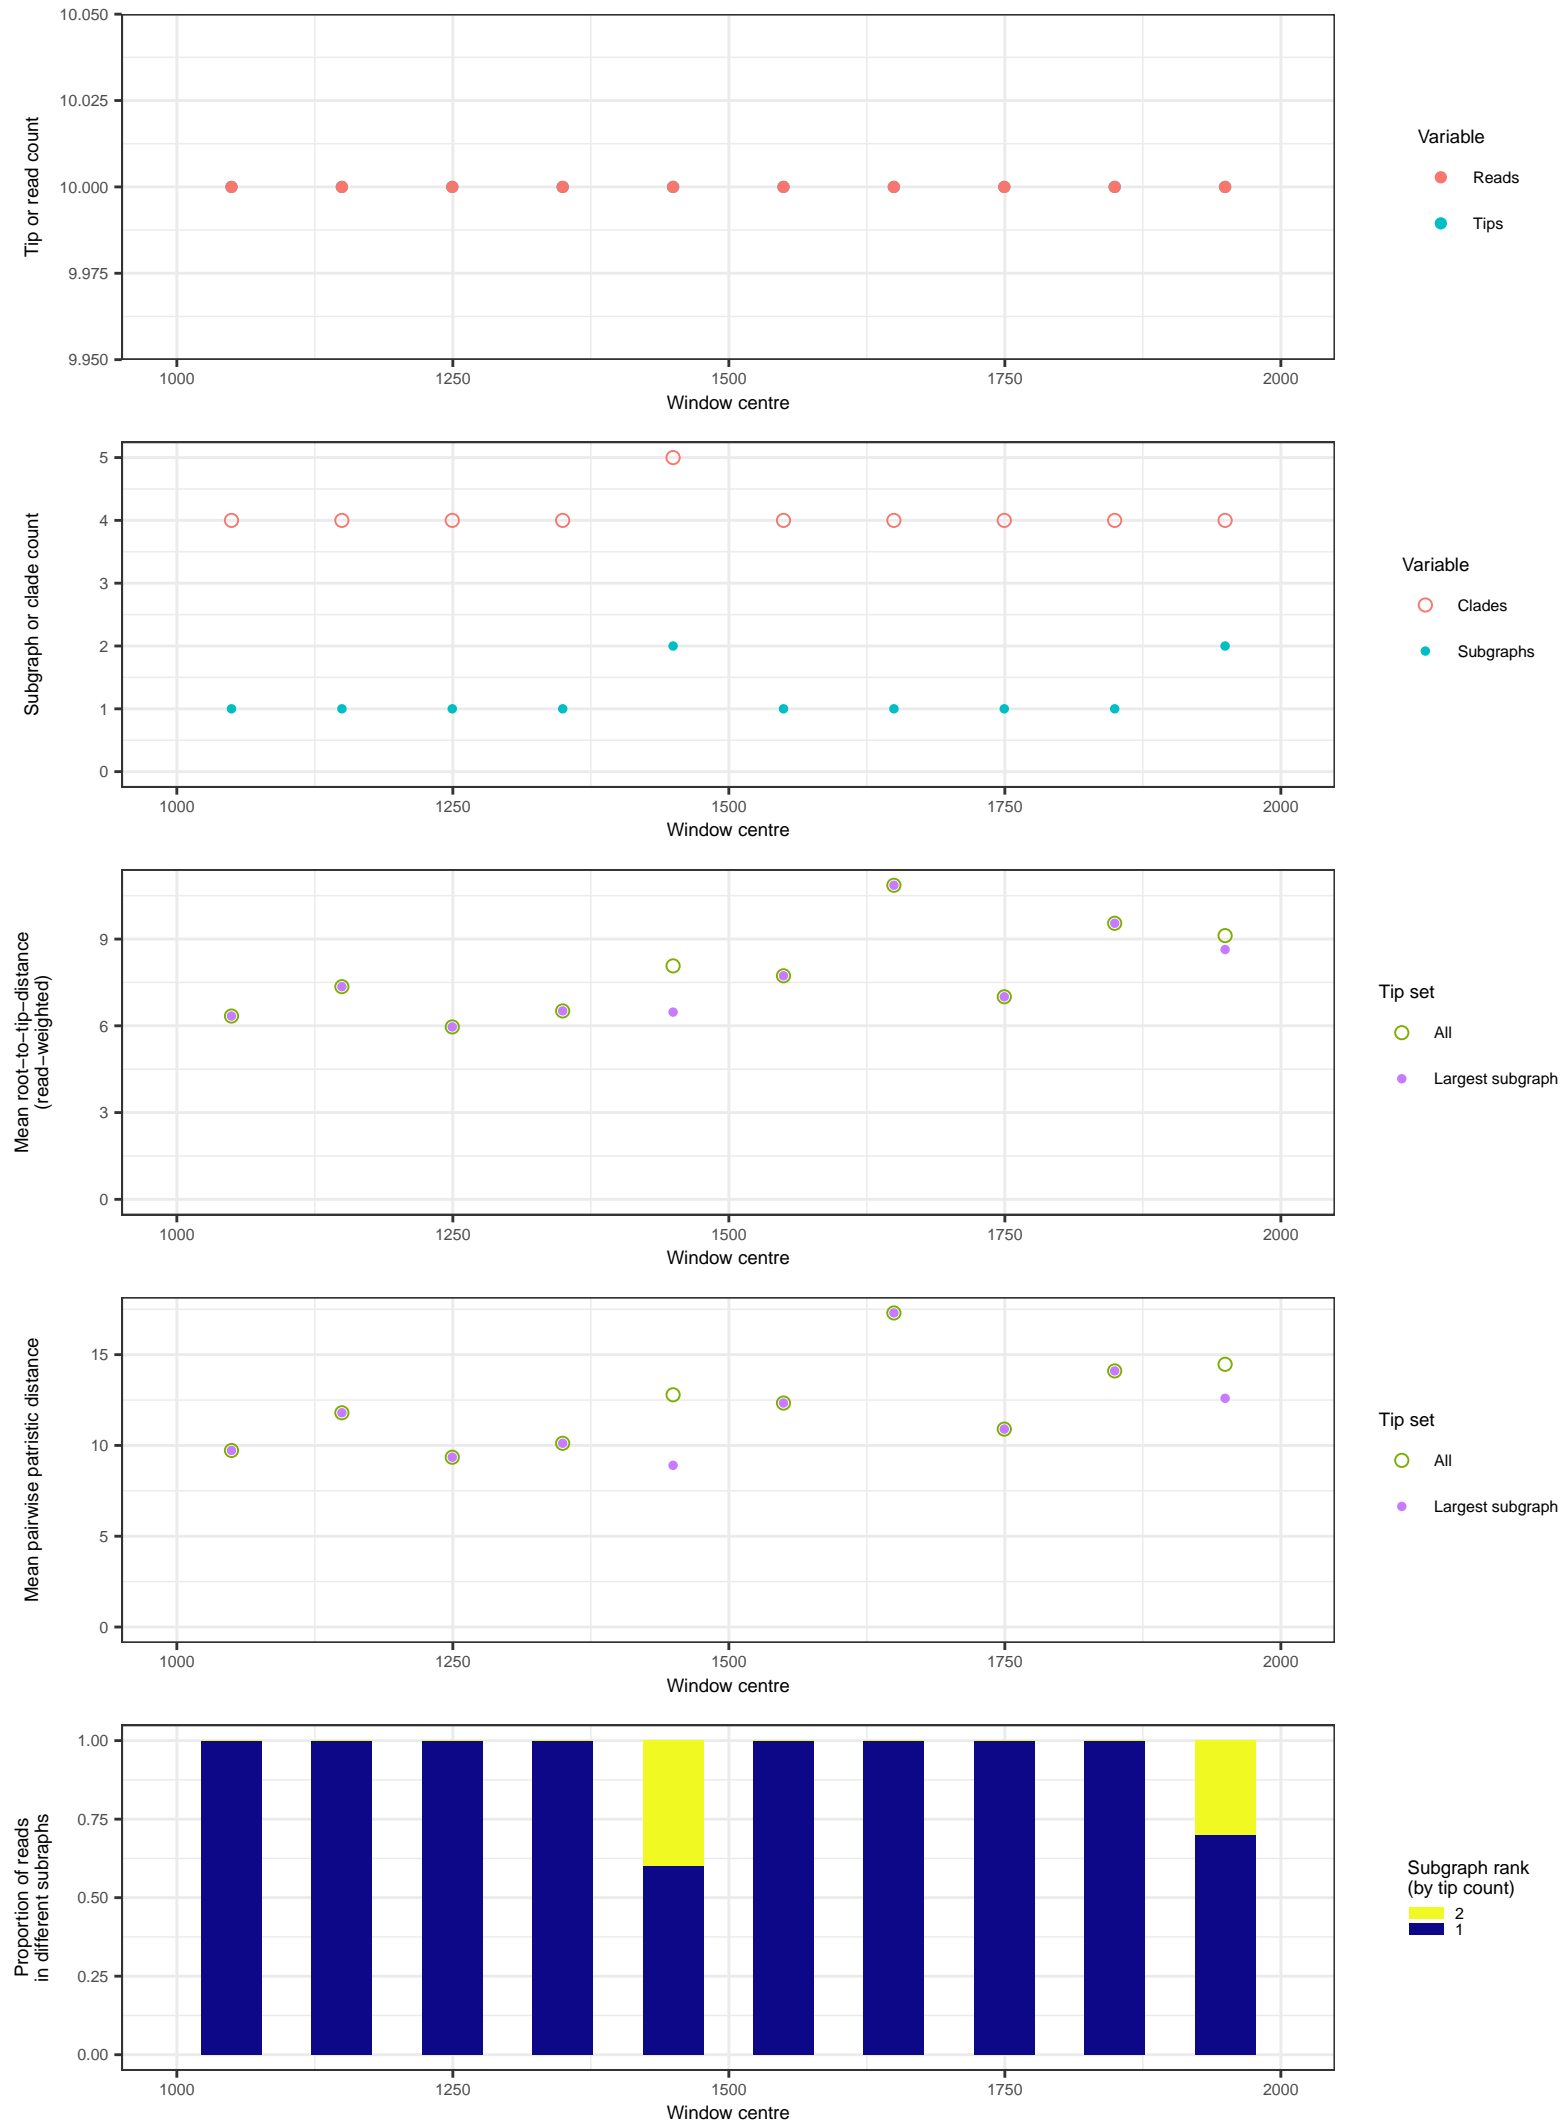 10.050
10.025
10.000
9.975
9.950
Tip or read count
1000 1250 1500 1750 2000
Window centre
Variable
Reads
Tips
5
4
3
2
1
0
Subgraph or clade count
1000 1250 1500 1750 2000
Window centre
Variable
Clades
Subgraphs
9
6
3
0
Mean root−to−tip−distance
(read−weighted)
1000 1250 1500 1750 2000
Window centre
Tip set
All
Largest subgraph
15
10
5
0
Mean pairwise patristic distance
1000 1250 1500 1750 2000
Window centre
Tip set
All
Largest subgraph
1.00
0.75
0.50
0.25
0.00
Proportion of reads
in different subraphs
1000 1250 1500 1750 2000
Window centre
Subgraph rank
(by tip count)
2
1